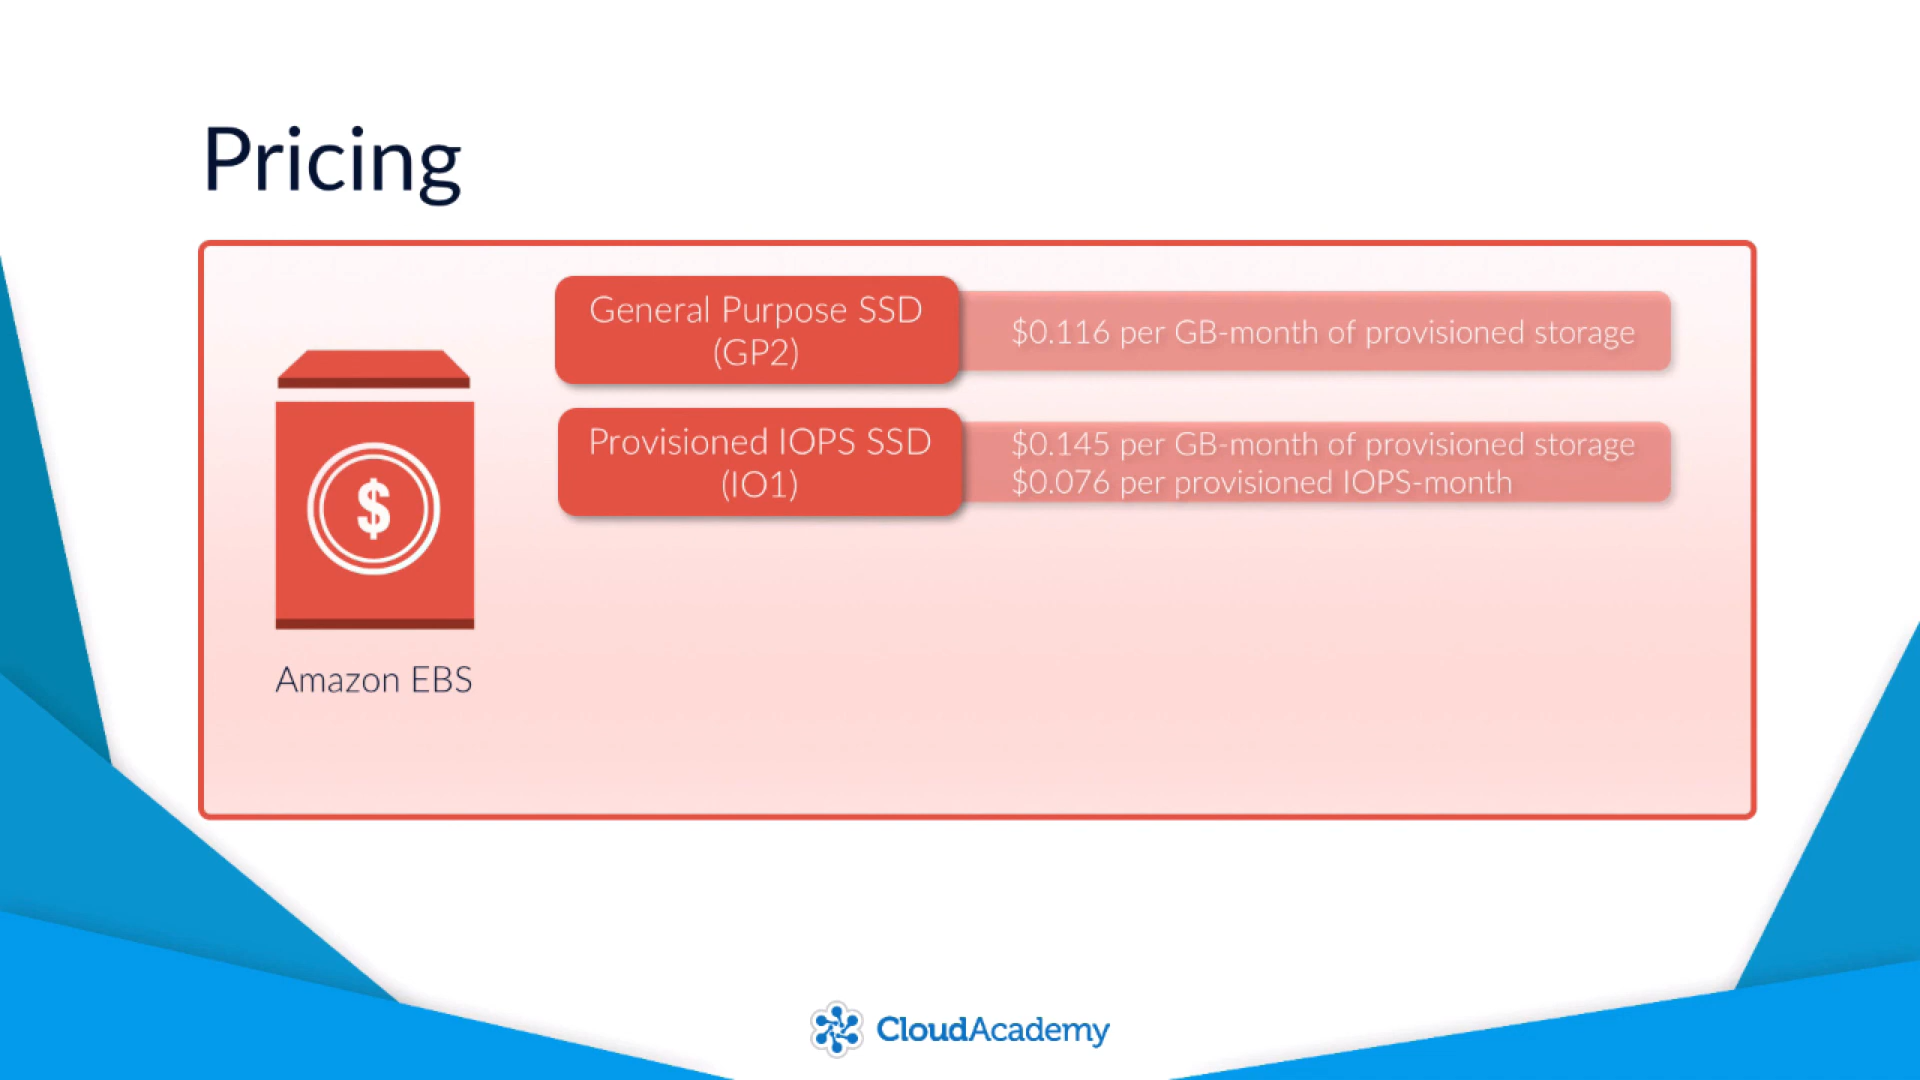 Pricing
General Purpose SSD
(GP2)
$0.116 per GB-month of provisioned storage
Provisioned IOPS SSD
(IO1)
$0.145 per GB-month of provisioned storage
$0.076 per provisioned IOPS-month
$
Amazon EBS
CloudAcademy